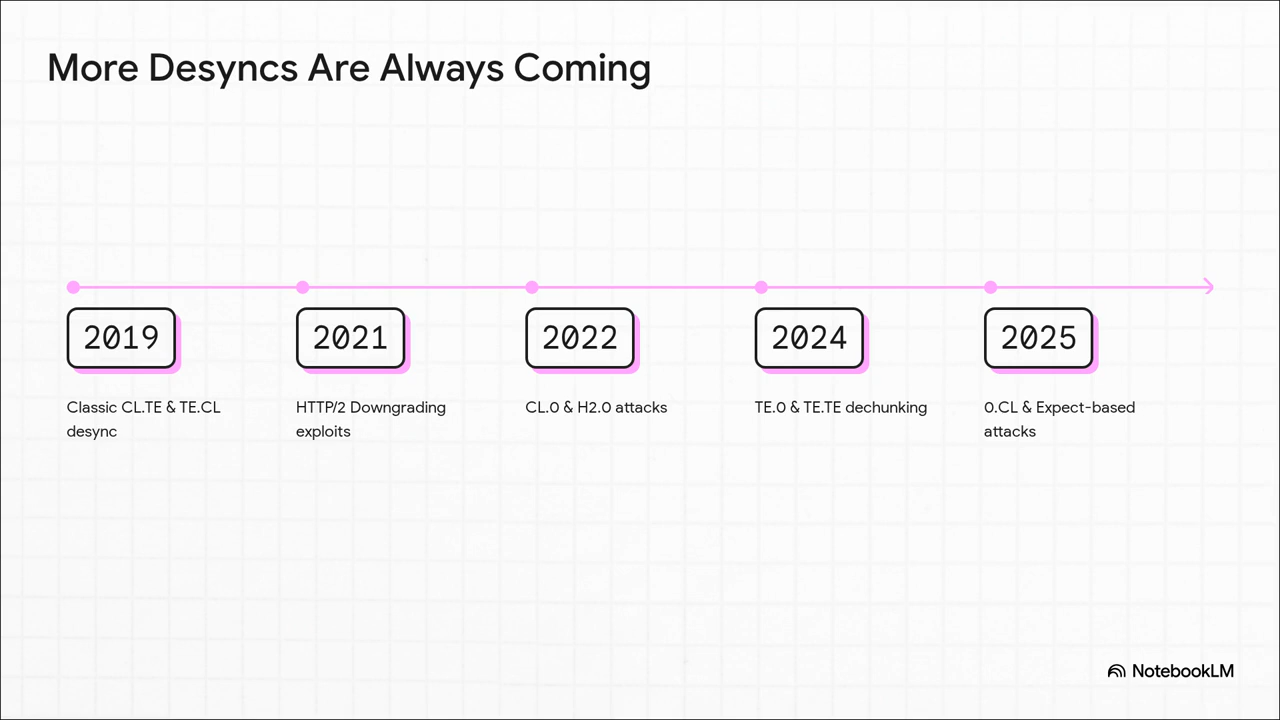 More Desyncs Are Always Coming
2019
2021
2022
2024
2025
Classic CL.TE & TE.CL
desync
HTTP/2 Downgrading
exploits
CL.0 & H2.0 attacks
TE.0 & TE.TE dechunking
0.CL & Expect-based
attacks
NotebookLM